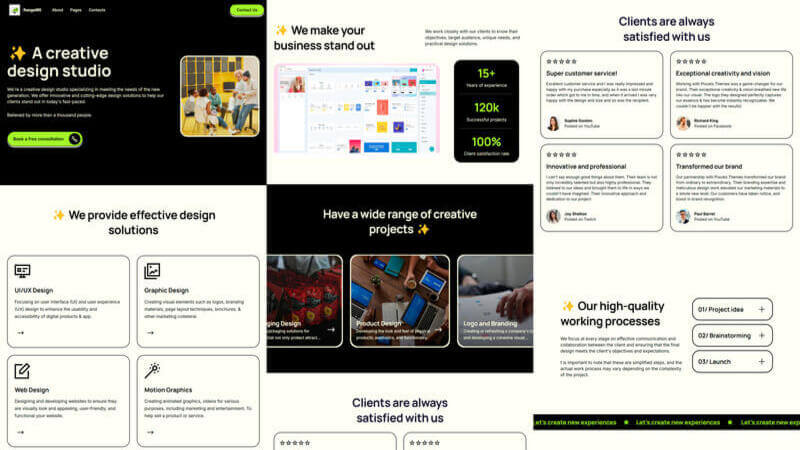 RangoWE
About
Pages
Contacts
Contact Us
A creative
design studio
We're a creative design studio specializing in meeting the needs of the new
generation. We offer innovative and cutting-edge design solutions to help our
clients stand out in today's fast-paced.
Believed by more than a thousand people.
Book a free consultation
We provide effective design
solutions
UI/UX Design
Focusing on user interface (UI) and user experience
(UX) design to enhance the usability and
accessibility of digital products & app.
Graphic Design
Creating visual elements such as logos, branding
materials, page layout techniques, brochures, &
other marketing collateral.
Web Design
Designing and developing websites to ensure they
are visually look and appealing, user-friendly, and
functional your website.
Motion Graphics
Creating animated graphics, videos for various
purposes, including marketing and entertainment. To
help sell a product or service.
We make your
business stand out
We work closely with our clients to know their
objectives, target audience, unique needs, and
practical design solutions.
15+
Years of experience
120k
Successful projects
100%
Client satisfaction rate
Have a wide range of creative
projects
aging Design
packaging solutions for
that not only protect attract...
Product Design
Developing the look and feel of physical
products, aesthetics, and functionality.
Logo and Branding
Creating or refreshing a company's
and developing a cohesive visual...
Clients are always
satisfied with us
Clients are always
satisfied with us
Super customer service!
Excellent customer service and I was really impressed and
happy with my purchase especially as it was a last minute
order which got to me in time, and when it arrived I was very
happy with the design and size and so was the recipient.
Sophie Gordon
Posted on YouTube
Exceptional creativity and vision
Working with Pocoks Themes was a game-changer for our
brand. Their exceptional creativity and vision breathed new life
into our visual. The logo they designed perfectly captures
our essence & has become instantly recognizable. We
couldn't be happier with the results!
Richard King
Posted on Facebook
Innovative and professional
I can't say enough good things about them. Their team is not
only incredibly talented but also highly professional. They
listened to our ideas and brought them to life in ways we
couldn't have imagined. Their innovative approach and
dedication to our project
Joy Shelton
Posted on Twitch
Transformed our brand
Our partnership with Pocoks Themes transformed our brand
from ordinary to extraordinary. Their branding expertise and
meticulous design work elevated our marketing materials to
a whole new level. Our customers have taken notice, and
boost in brand recognition.
Paul Barret
Posted on YouTube
Our high-quality
working processes
We focus at every stage on effective communication and
collaboration between the client and ensuring that the final
design meets the client's objectives and expectations.
It is important to note that these are simplified steps, and the
actual work process may vary depending on the complexity
of the project.
01/ Project idea
02/ Brainstorming
03/ Launch
Let's create new experiences
Let's create new experiences
Let's create new exp